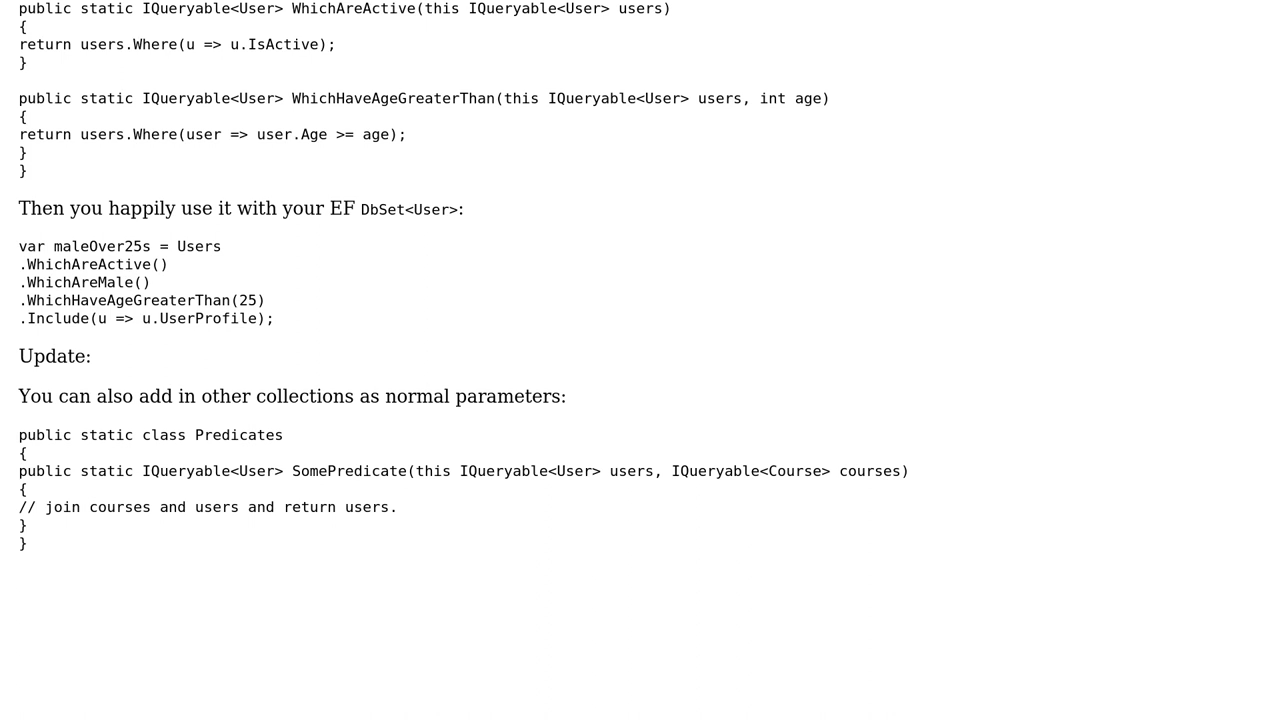 public static IQueryable<User> WhichAreActive(this IQueryable<User> users)
{
return users.Where(u => u.IsActive);
}
public static IQueryable<User> WhichHaveAgeGreaterThan(this IQueryable<User> users, int age)
{
return users.Where(user => user.Age >= age);
}
}
Then you happily use it with your EF DbSet<User>:
var maleOver25s = Users
.WhichAreActive()
.WhichAreMale()
.WhichHaveAgeGreaterThan(25)
.Include(u => u.UserProfile);
Update:
You can also add in other collections as normal parameters:
public static class Predicates
{
public static IQueryable<User> SomePredicate(this IQueryable<User> users, IQueryable<Course> courses)
{
// join courses and users and return users.
}
}